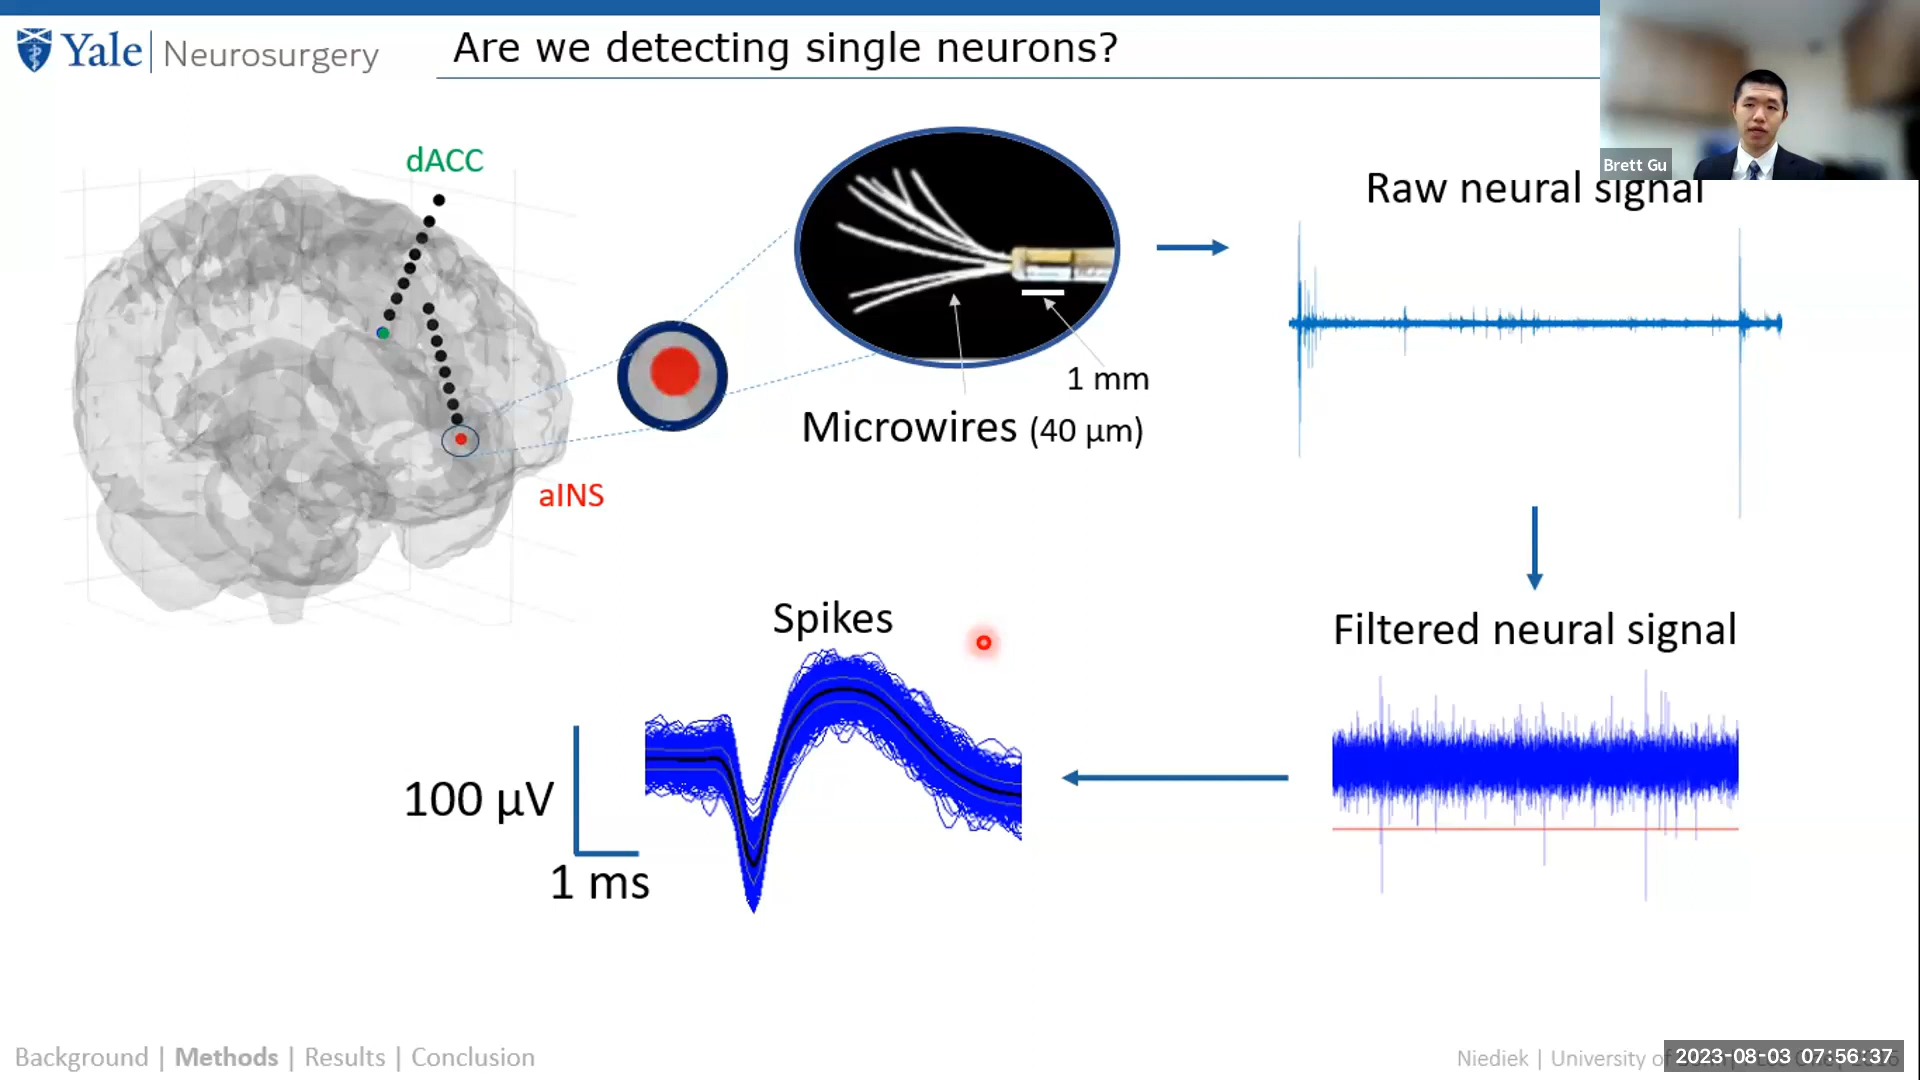 Yale | Neurosurgery
Are we detecting single neurons?
Brett Gu
dACC
aINS
1 mm
Microwires (40 µm)
Raw neural signal
Filtered neural signal
Spikes
100 µV
1 ms
Background | Methods | Results | Conclusion
Niediek | University of
2023-08-03 07:56:37